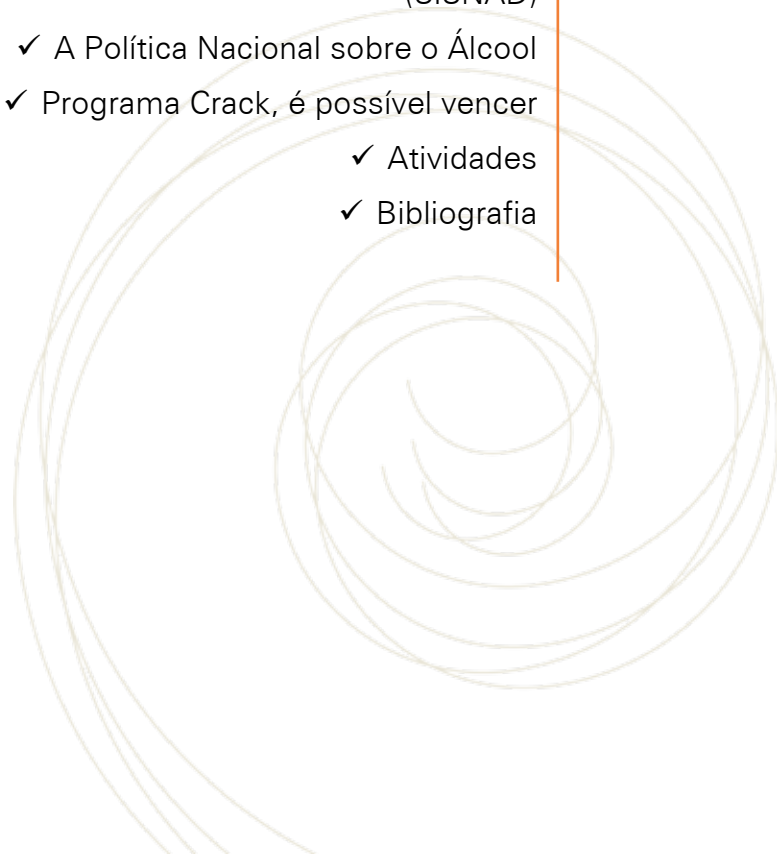 ✓ A Política Nacional sobre o Álcool
✓ Programa Crack, é possível vencer
✓ Atividades
✓ Bibliografia